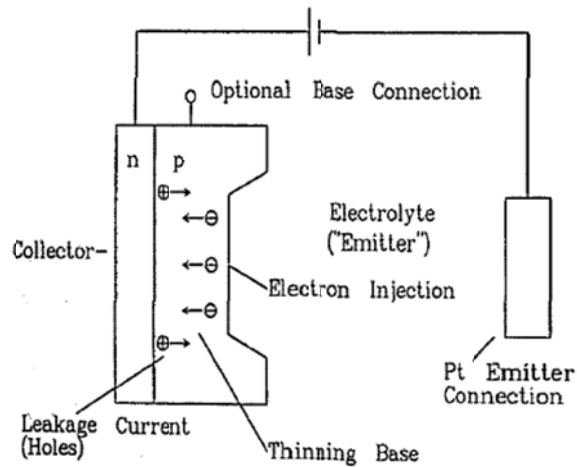 Optional Base Connection
n
p
Electrolyte
("Emitter")
Collector
Electron Injection
Pt Emitter
Connection
Leakage Current
(Holes)
Thinning Base